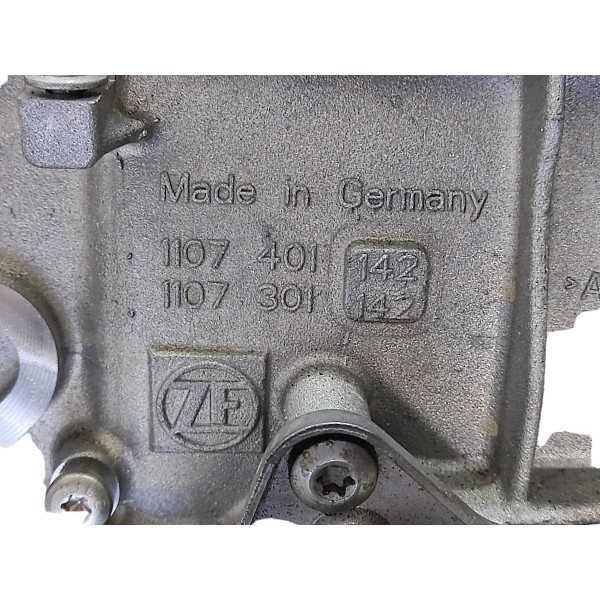 Made in Germany
1107 401 142
1107 301 142
ZF
>A